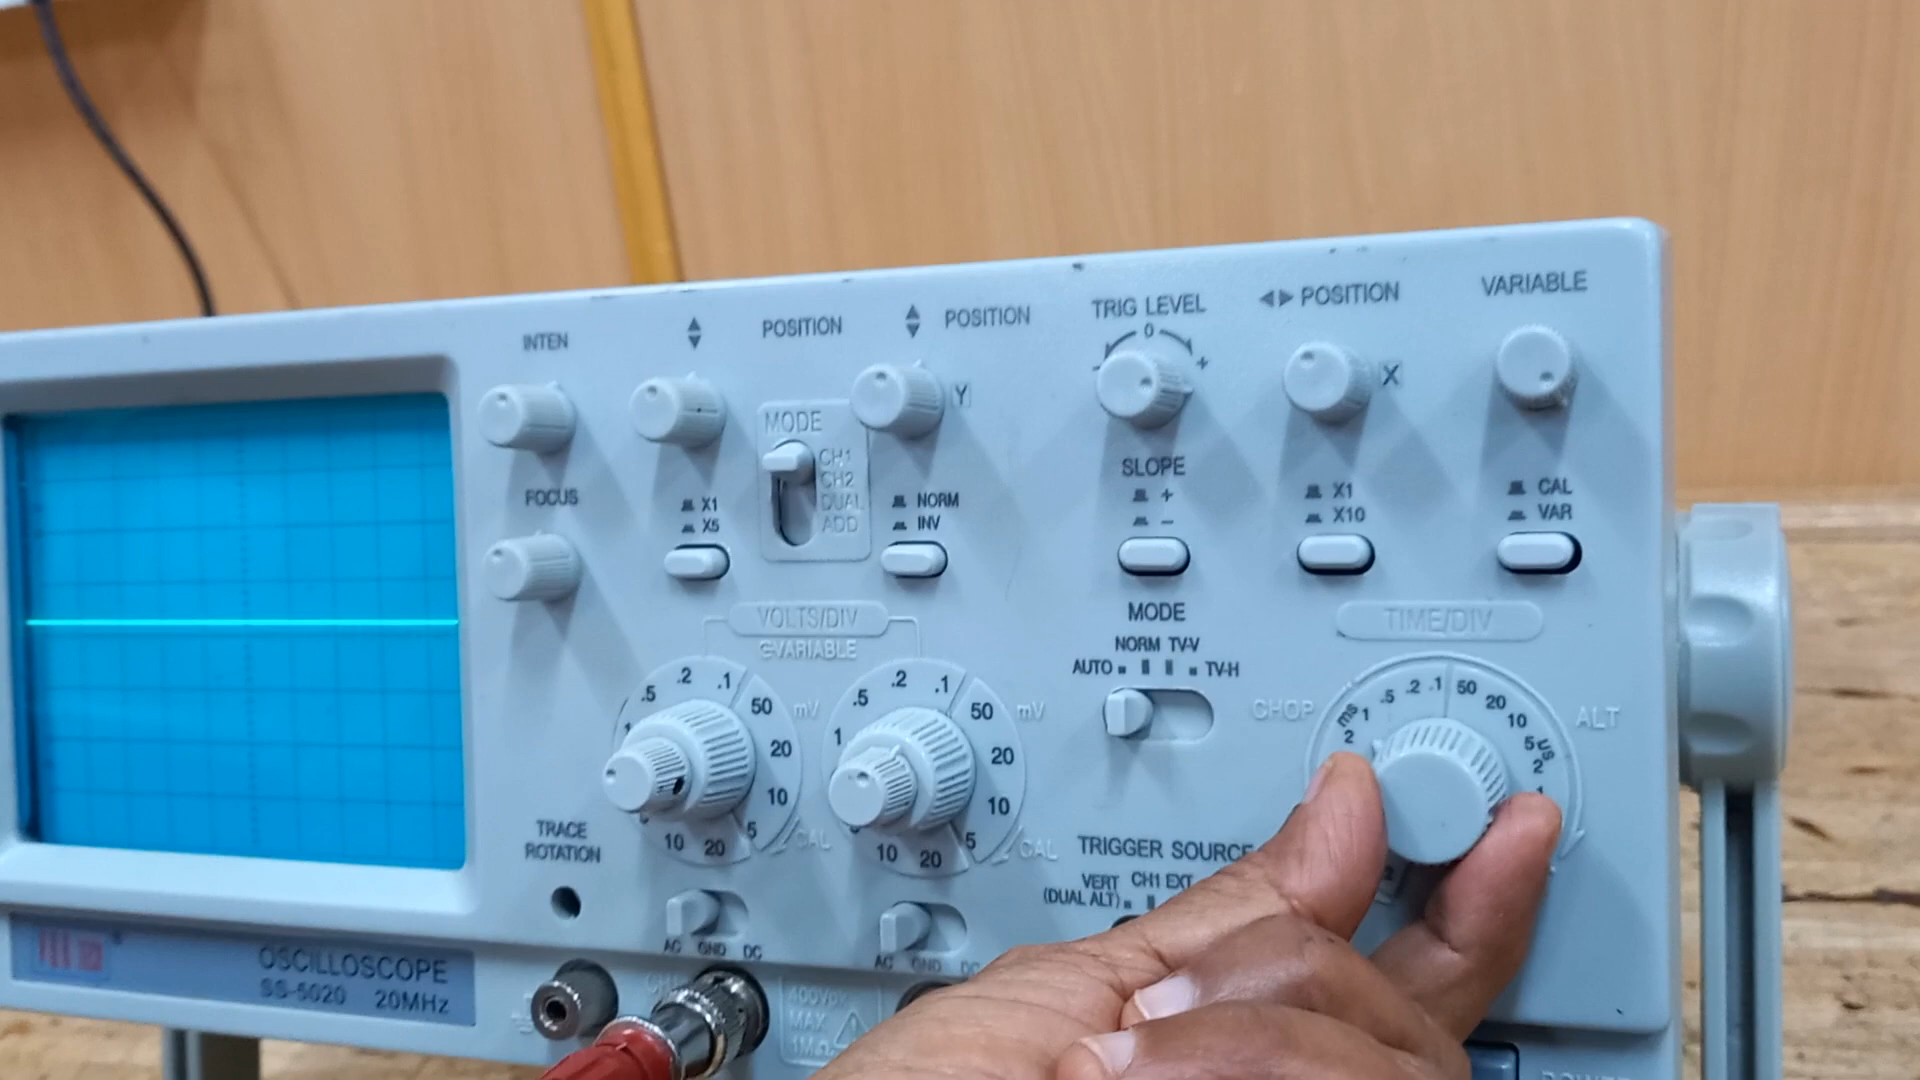 INTEN
POSITION
POSITION
TRIG LEVEL
POSITION
VARIABLE
0
+
Y
X
MODE
CH1
CH2
DUAL
ADD
FOCUS
X1
X5
NORM
INV
SLOPE
+
-
X1
X10
CAL
VAR
VOLTS/DIV
VARIABLE
MODE
NORM TV-V
AUTO
TV-H
TIME/DIV
.5 .2 .1 50 mV 20 10 5 CAL
10 20
1 .5 .2 .1 50 mV 20 10 5 CAL
10 20
CHOP
ms 2 1 .5 .2 .1 50 20 10 5 µs 2 1
ALT
TRACE
ROTATION
TRIGGER SOURCE
VERT
(DUAL ALT)
CH1 EXT
AC GND DC
AC GND DC
OSCILLOSCOPE
SS-5020 20MHz
400Vpk
MAX
1MΩ
POWER